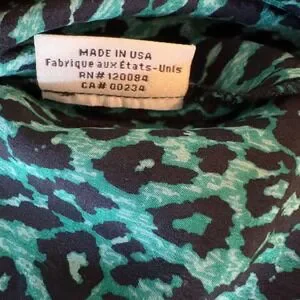 MADE IN USA
Fabriqué aux États-Unis
RN# 120084
CA# 00234